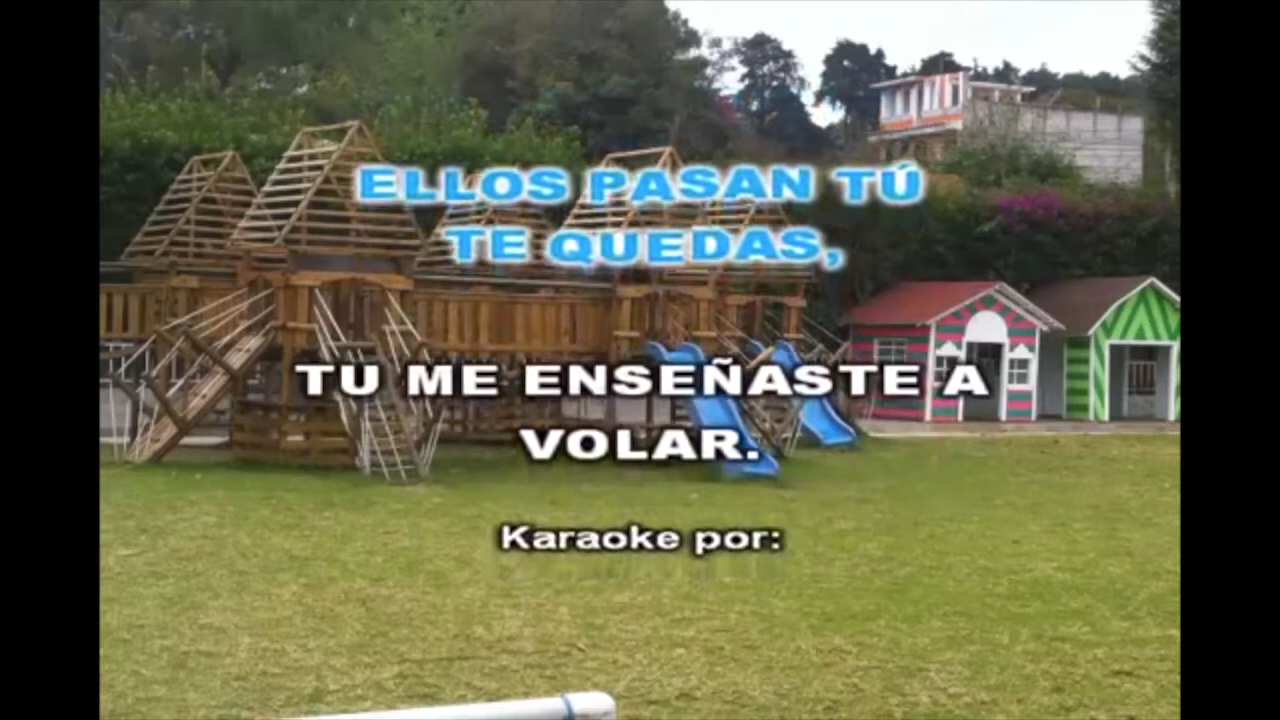 ELLOS PASAN TÚ
TE QUEDAS,
TU ME ENSEÑASTE A
VOLAR.
Karaoke por: